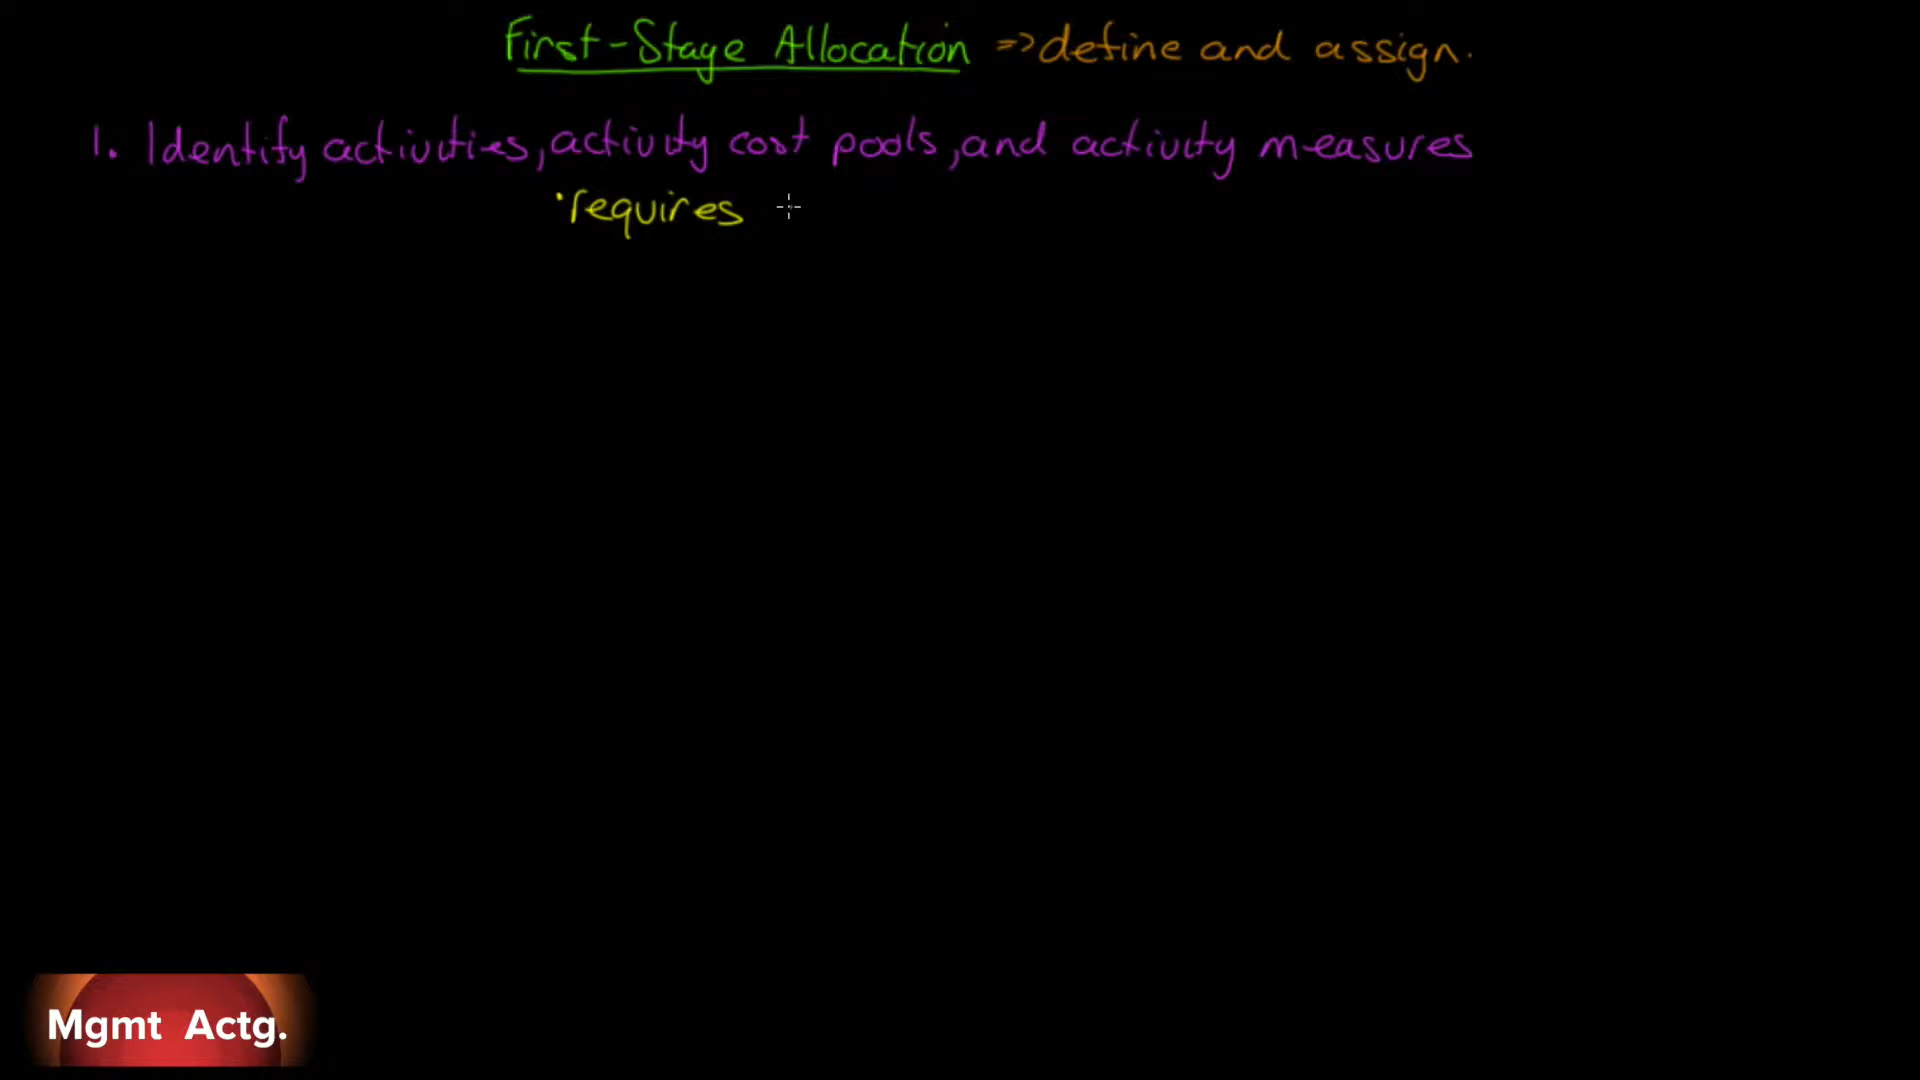 First-Stage Allocation => define and assign.
1. Identify activities, activity cost pools, and activity measures
• requires
Mgmt Actg.